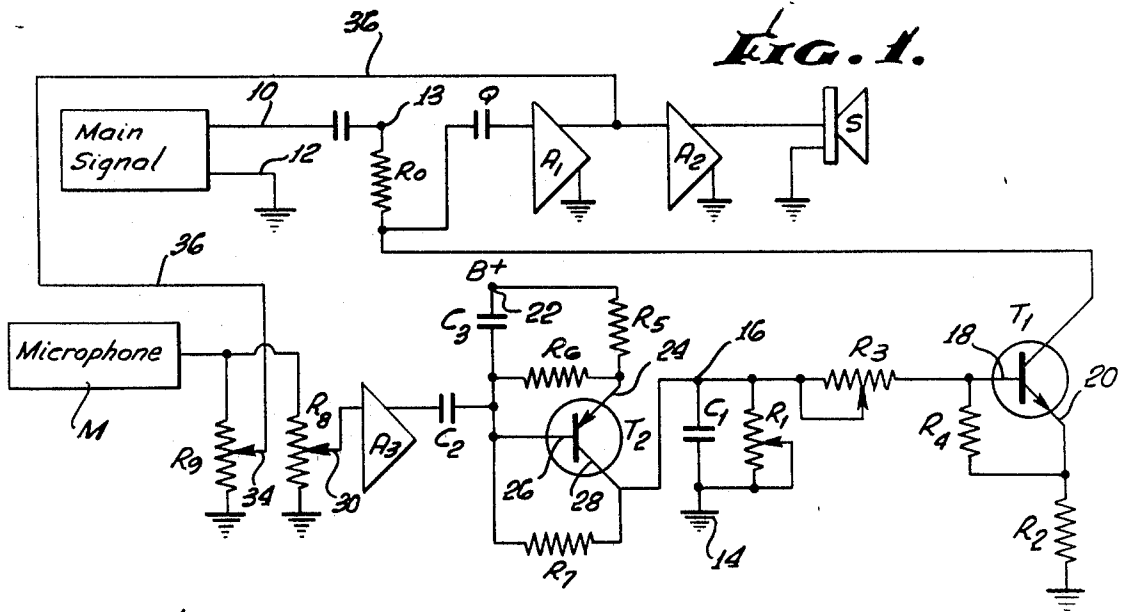 FIG. 1.
36
10
13
Q
Main
Signal
12
R0
A1
A2
S
36
B+
22
C3
R5
R6
24
16
R3
T1
18
20
Microphone
M
R9
34
R8
30
A3
C2
T2
26
28
R7
C1
R1
14
R4
R2